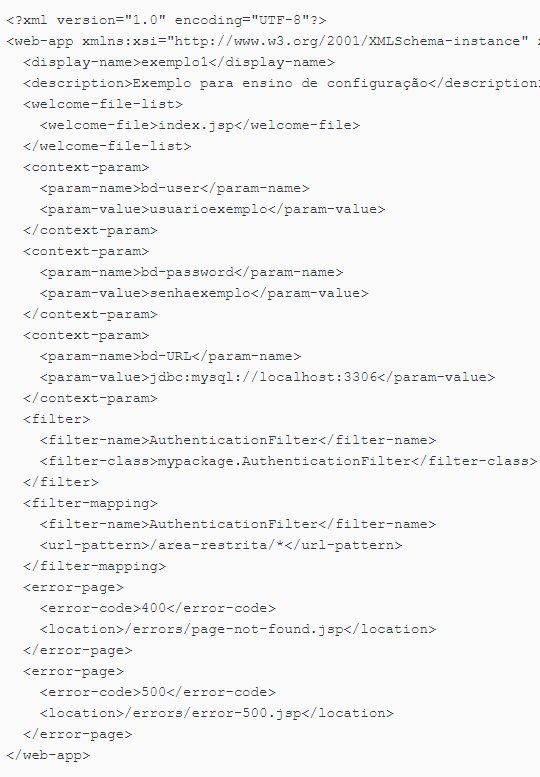 <?xml version="1.0" encoding="UTF-8"?>
<web-app xmlns:xsi="http://www.w3.org/2001/XMLSchema-instance"
<display-name>exemplo1</display-name>
<description>Exemplo para ensino de configuração</description
<welcome-file-list>
<welcome-file>index.jsp</welcome-file>
</welcome-file-list>
<context-param>
<param-name>bd-user</param-name>
<param-value>usuarioexemplo</param-value>
</context-param>
<context-param>
<param-name>bd-password</param-name>
<param-value>senhaexemplo</param-value>
</context-param>
<context-param>
<param-name>bd-URL</param-name>
<param-value>jdbc:mysql://localhost:3306</param-value>
</context-param>
<filter>
<filter-name>AuthenticationFilter</filter-name>
<filter-class>mypackage.AuthenticationFilter</filter-class>
</filter>
<filter-mapping>
<filter-name>AuthenticationFilter</filter-name>
<url-pattern>/area-restrita/*</url-pattern>
</filter-mapping>
<error-page>
<error-code>400</error-code>
<location>/errors/page-not-found.jsp</location>
</error-page>
<error-page>
<error-code>500</error-code>
<location>/errors/error-500.jsp</location>
</error-page>
</web-app>